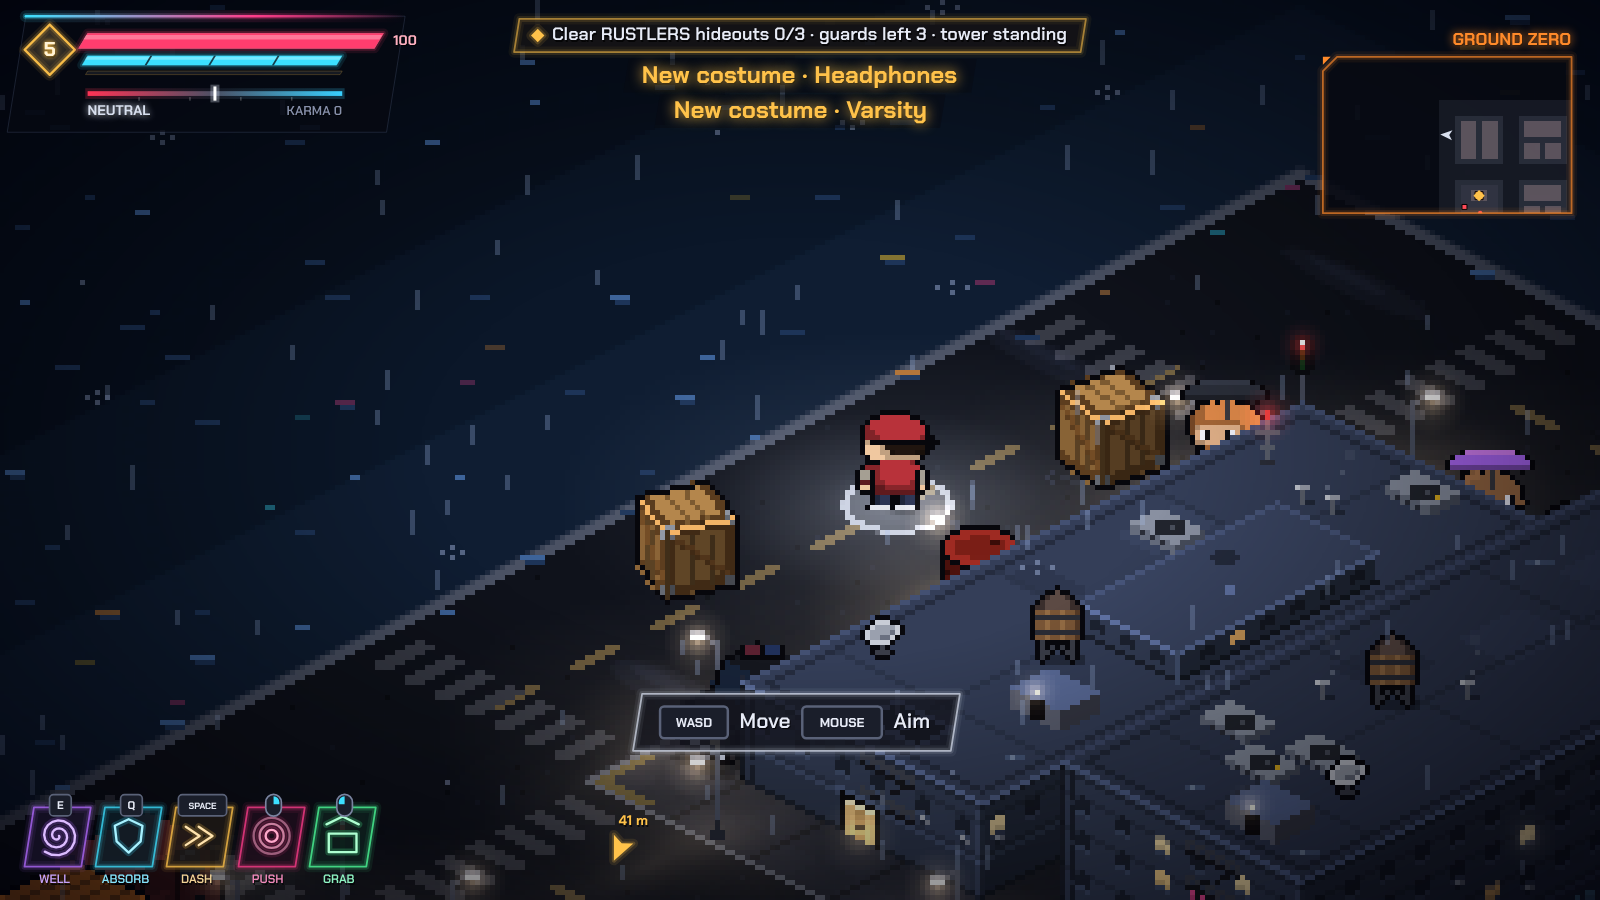 5
100
NEUTRAL
KARMA 0
Clear RUSTLERS hideouts 0/3 · guards left 3 · tower standing
New costume · Headphones
New costume · Varsity
GROUND ZERO
WASD Move MOUSE Aim
41 m
E
Q
SPACE
WELL
ABSORB
DASH
PUSH
GRAB